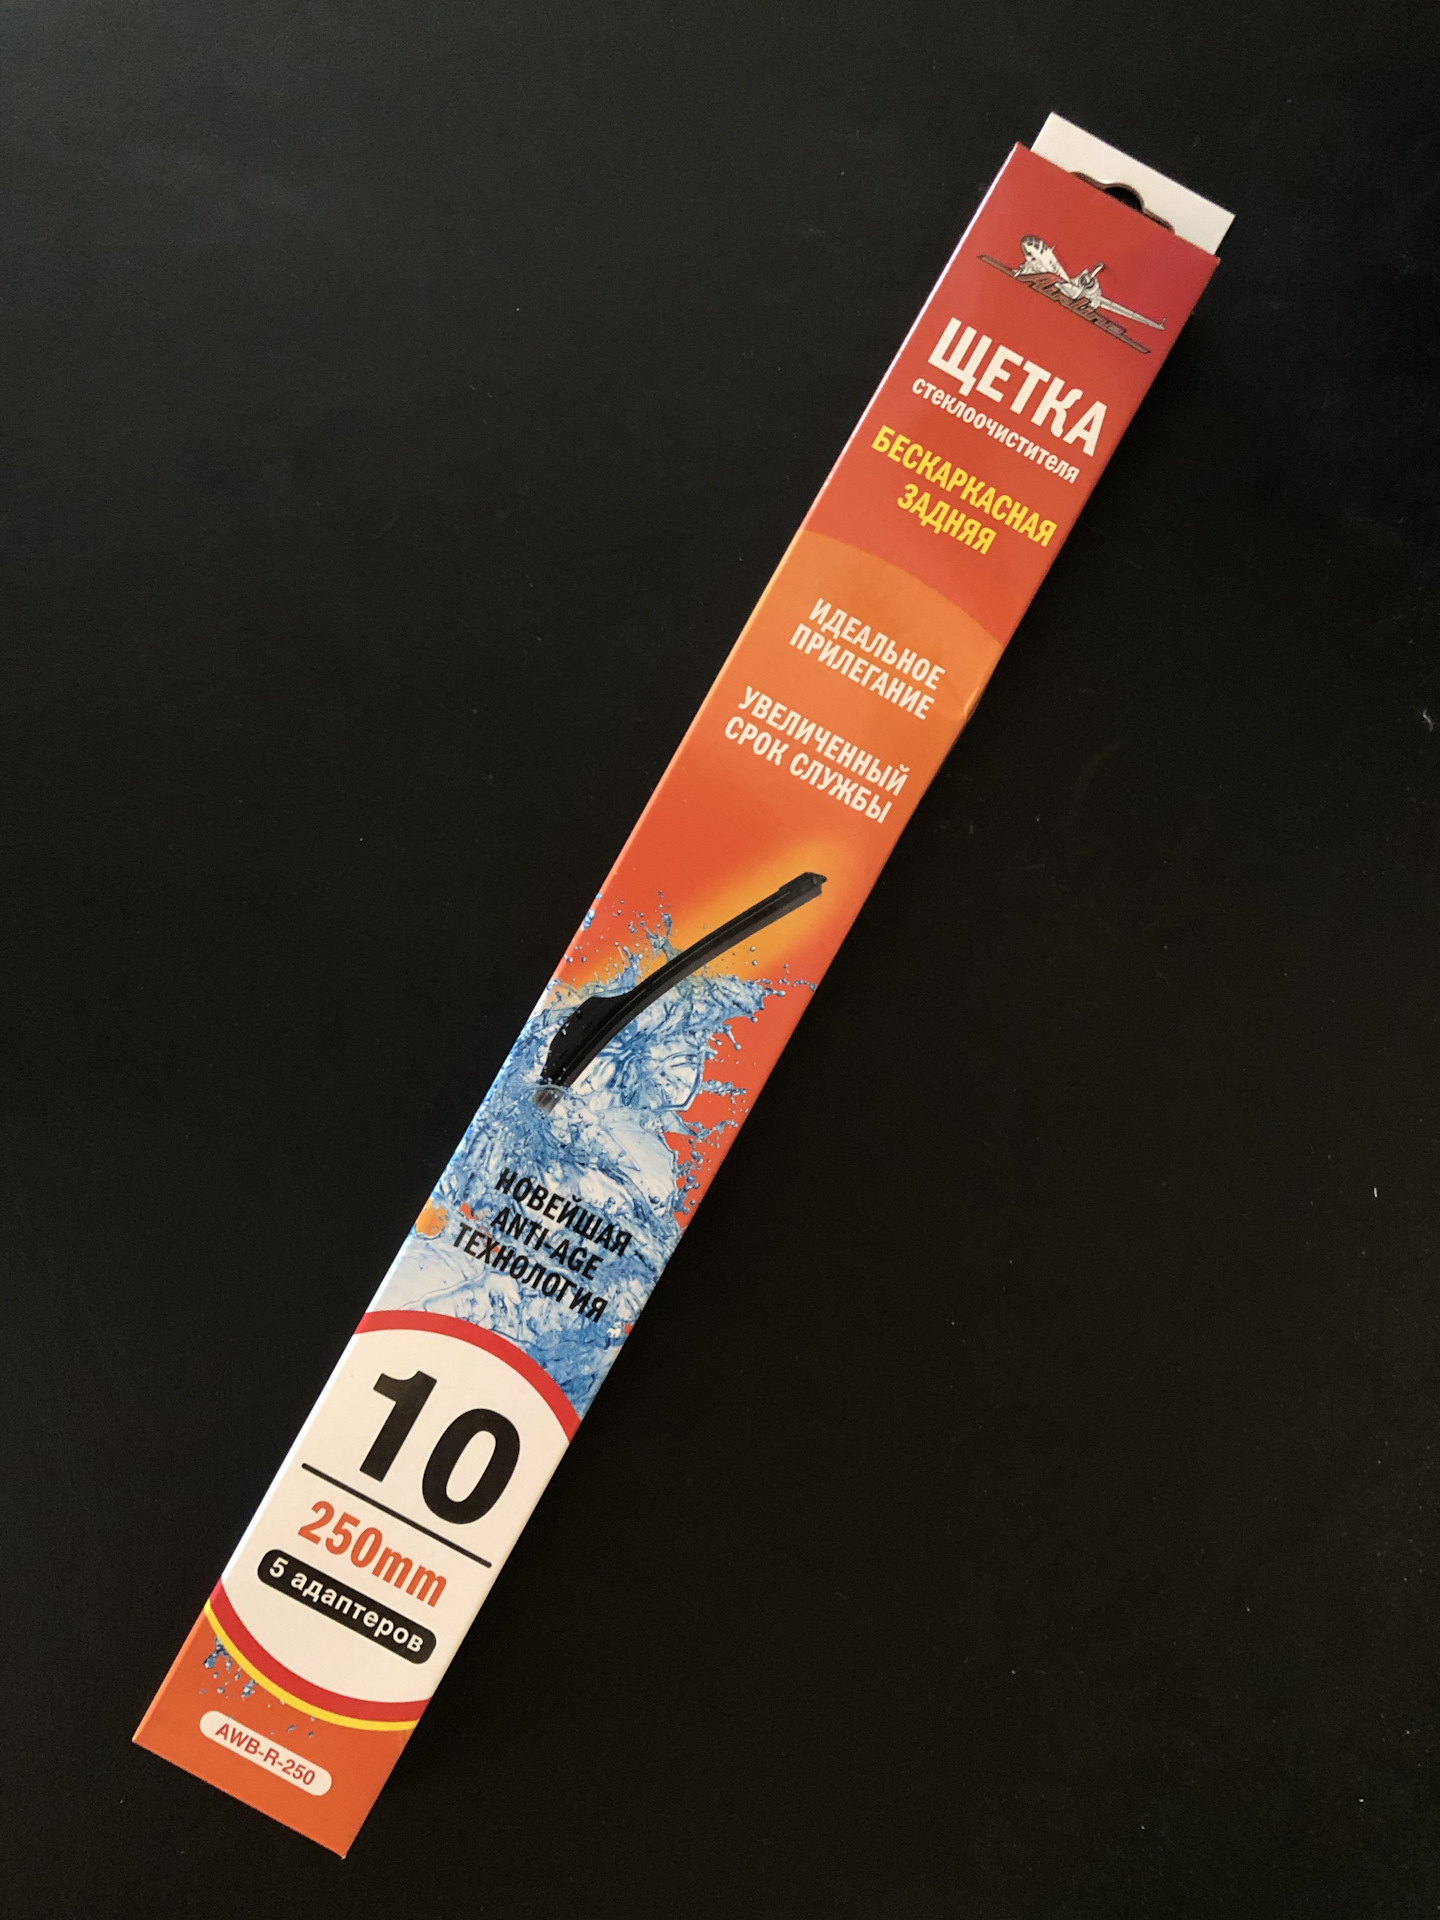 Airline
ЩЕТКА
стеклоочистителя
БЕСКАРКАСНАЯ
ЗАДНЯЯ
ИДЕАЛЬНОЕ
ПРИЛЕГАНИЕ
УВЕЛИЧЕННЫЙ
СРОК СЛУЖБЫ
НОВЕЙШАЯ
ANTI-AGE
ТЕХНОЛОГИЯ
10
250mm
5 адаптеров
AWB-R-250